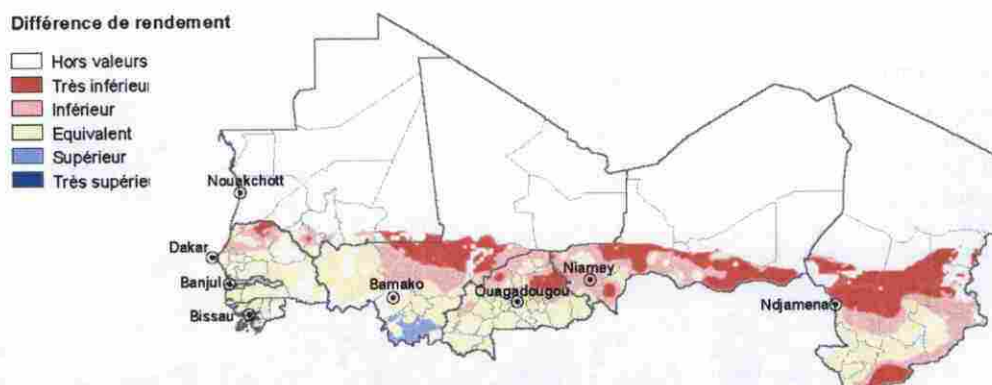 Différence de rendement
Hors valeurs
Très inférieu
Inférieur
Equivalent
Supérieur
Très supérie
Nouakchott
Dakar
Banjul
Bissau
Bamako
Ouagadougou
Niamey
Ndjamena